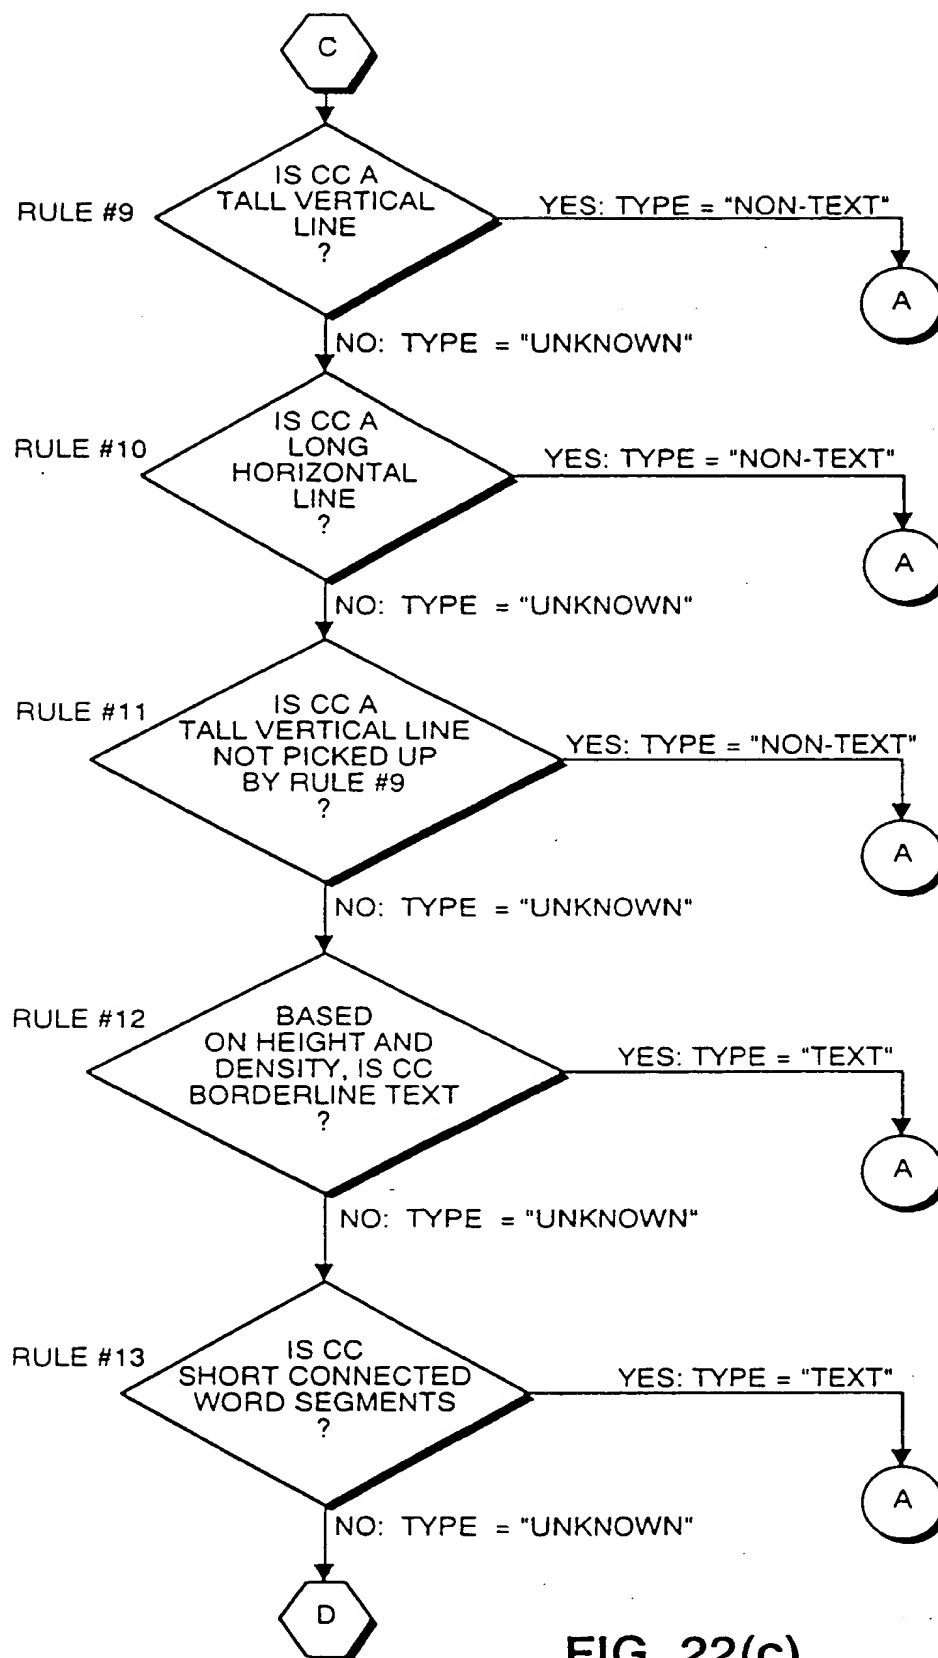 C
IS CC A
TALL VERTICAL
LINE
?
RULE #9
YES: TYPE = "NON-TEXT"
A
NO: TYPE = "UNKNOWN"
IS CC A
LONG
HORIZONTAL
LINE
?
RULE #10
YES: TYPE = "NON-TEXT"
A
NO: TYPE = "UNKNOWN"
IS CC A
TALL VERTICAL LINE
NOT PICKED UP
BY RULE #9
?
RULE #11
YES: TYPE = "NON-TEXT"
A
NO: TYPE = "UNKNOWN"
BASED
ON HEIGHT AND
DENSITY, IS CC
BORDERLINE TEXT
?
RULE #12
YES: TYPE = "TEXT"
A
NO: TYPE = "UNKNOWN"
IS CC
SHORT CONNECTED
WORD SEGMENTS
?
RULE #13
YES: TYPE = "TEXT"
A
NO: TYPE = "UNKNOWN"
D
FIG. 22(c)